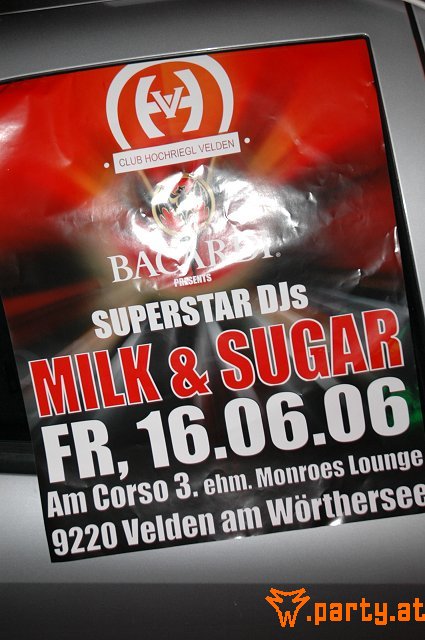 HV
CLUB HOCHRIEGL VELDEN
BACARDI®
PRESENTS
SUPERSTAR DJs
MILK & SUGAR
FR, 16.06.06
Am Corso 3. ehm. Monroes Lounge
9220 Velden am Wörthersee
.party.at